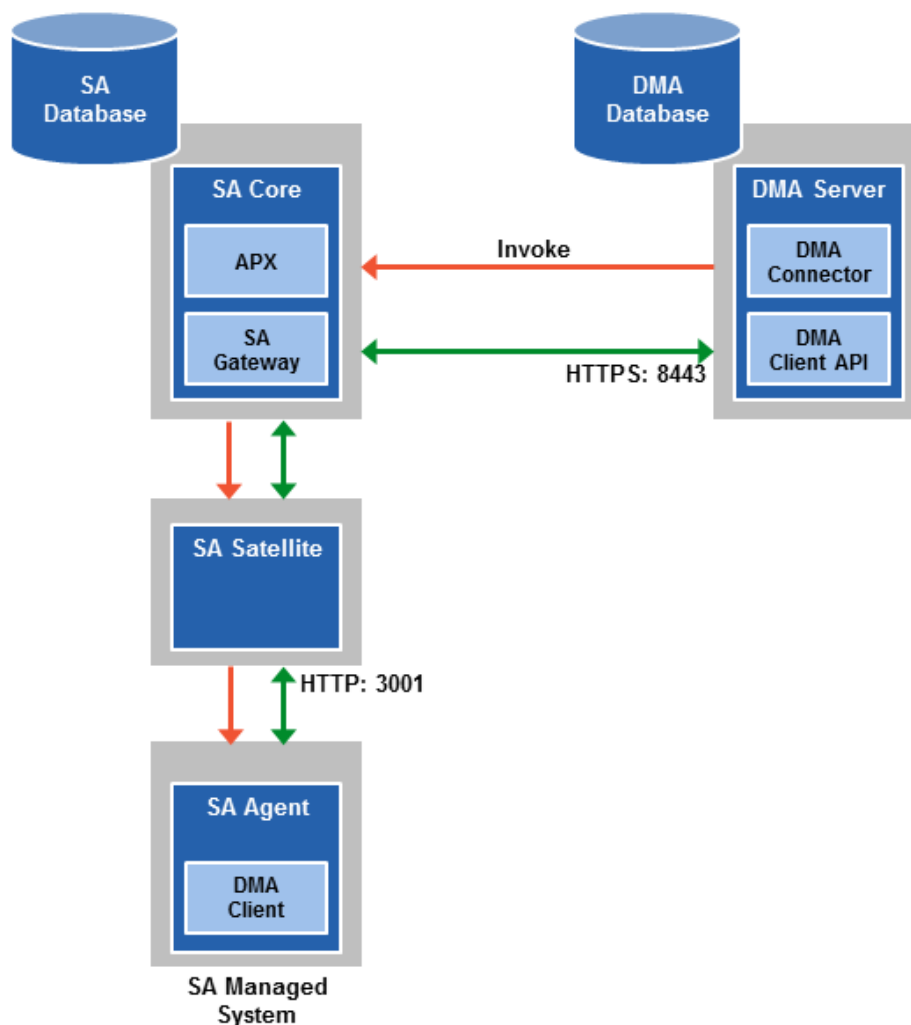 SA
Database
DMA
Database
SA Core
APX
SA
Gateway
Invoke
HTTPS: 8443
DMA Server
DMA
Connector
DMA
Client API
SA Satellite
HTTP: 3001
SA Agent
DMA
Client
SA Managed
System